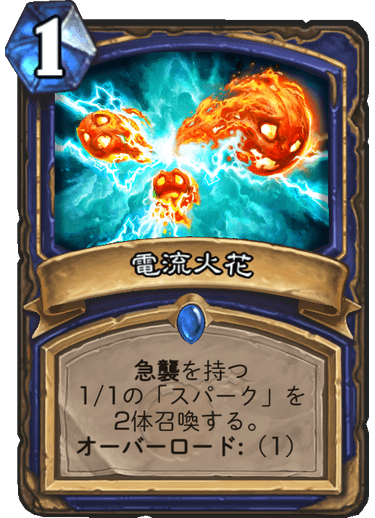 1
電流火花
急襲を持つ
1/1の「スパーク」を
2体召喚する。
オーバーロード:（1）